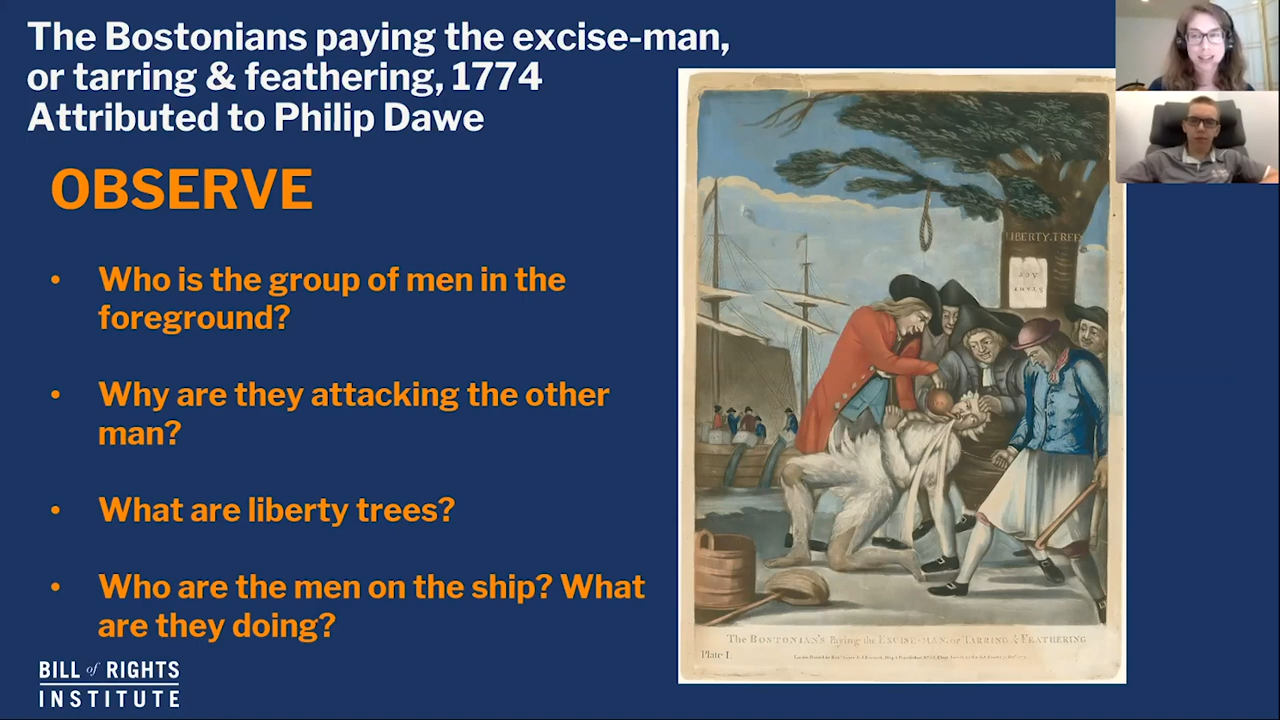 The Bostonians paying the excise-man,
or tarring & feathering, 1774
Attributed to Philip Dawe
OBSERVE
• Who is the group of men in the
foreground?
• Why are they attacking the other
man?
• What are liberty trees?
• Who are the men on the ship? What
are they doing?
BILL of RIGHTS
INSTITUTE
LIBERTY TREE
The BOSTONIAN'S Paying the EXCISE-MAN, or TARRING & FEATHERING
Plate I.